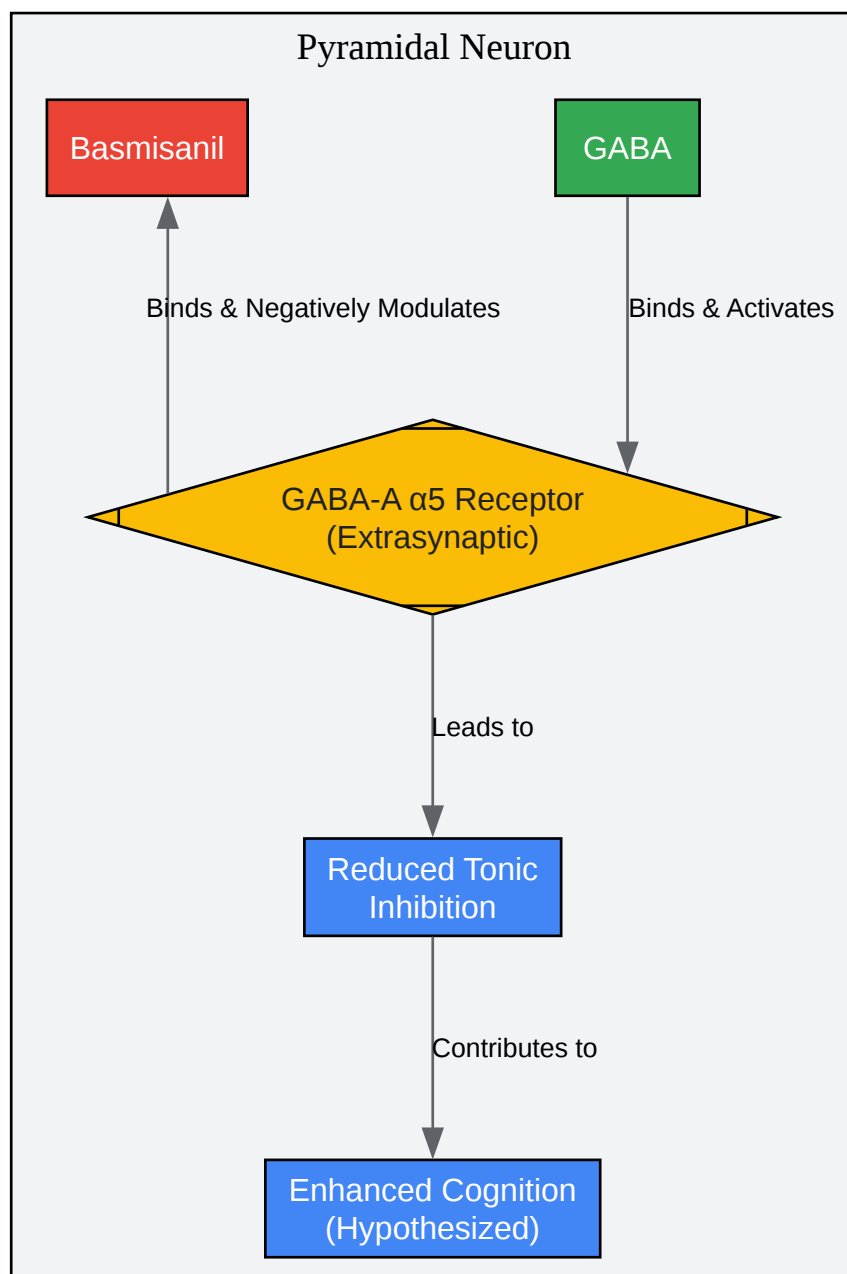 Pyramidal Neuron
Basmisanil
GABA
Binds & Negatively Modulates
Binds & Activates
GABA-A α5 Receptor
(Extrasynaptic)
Leads to
Reduced Tonic
Inhibition
Contributes to
Enhanced Cognition
(Hypothesized)